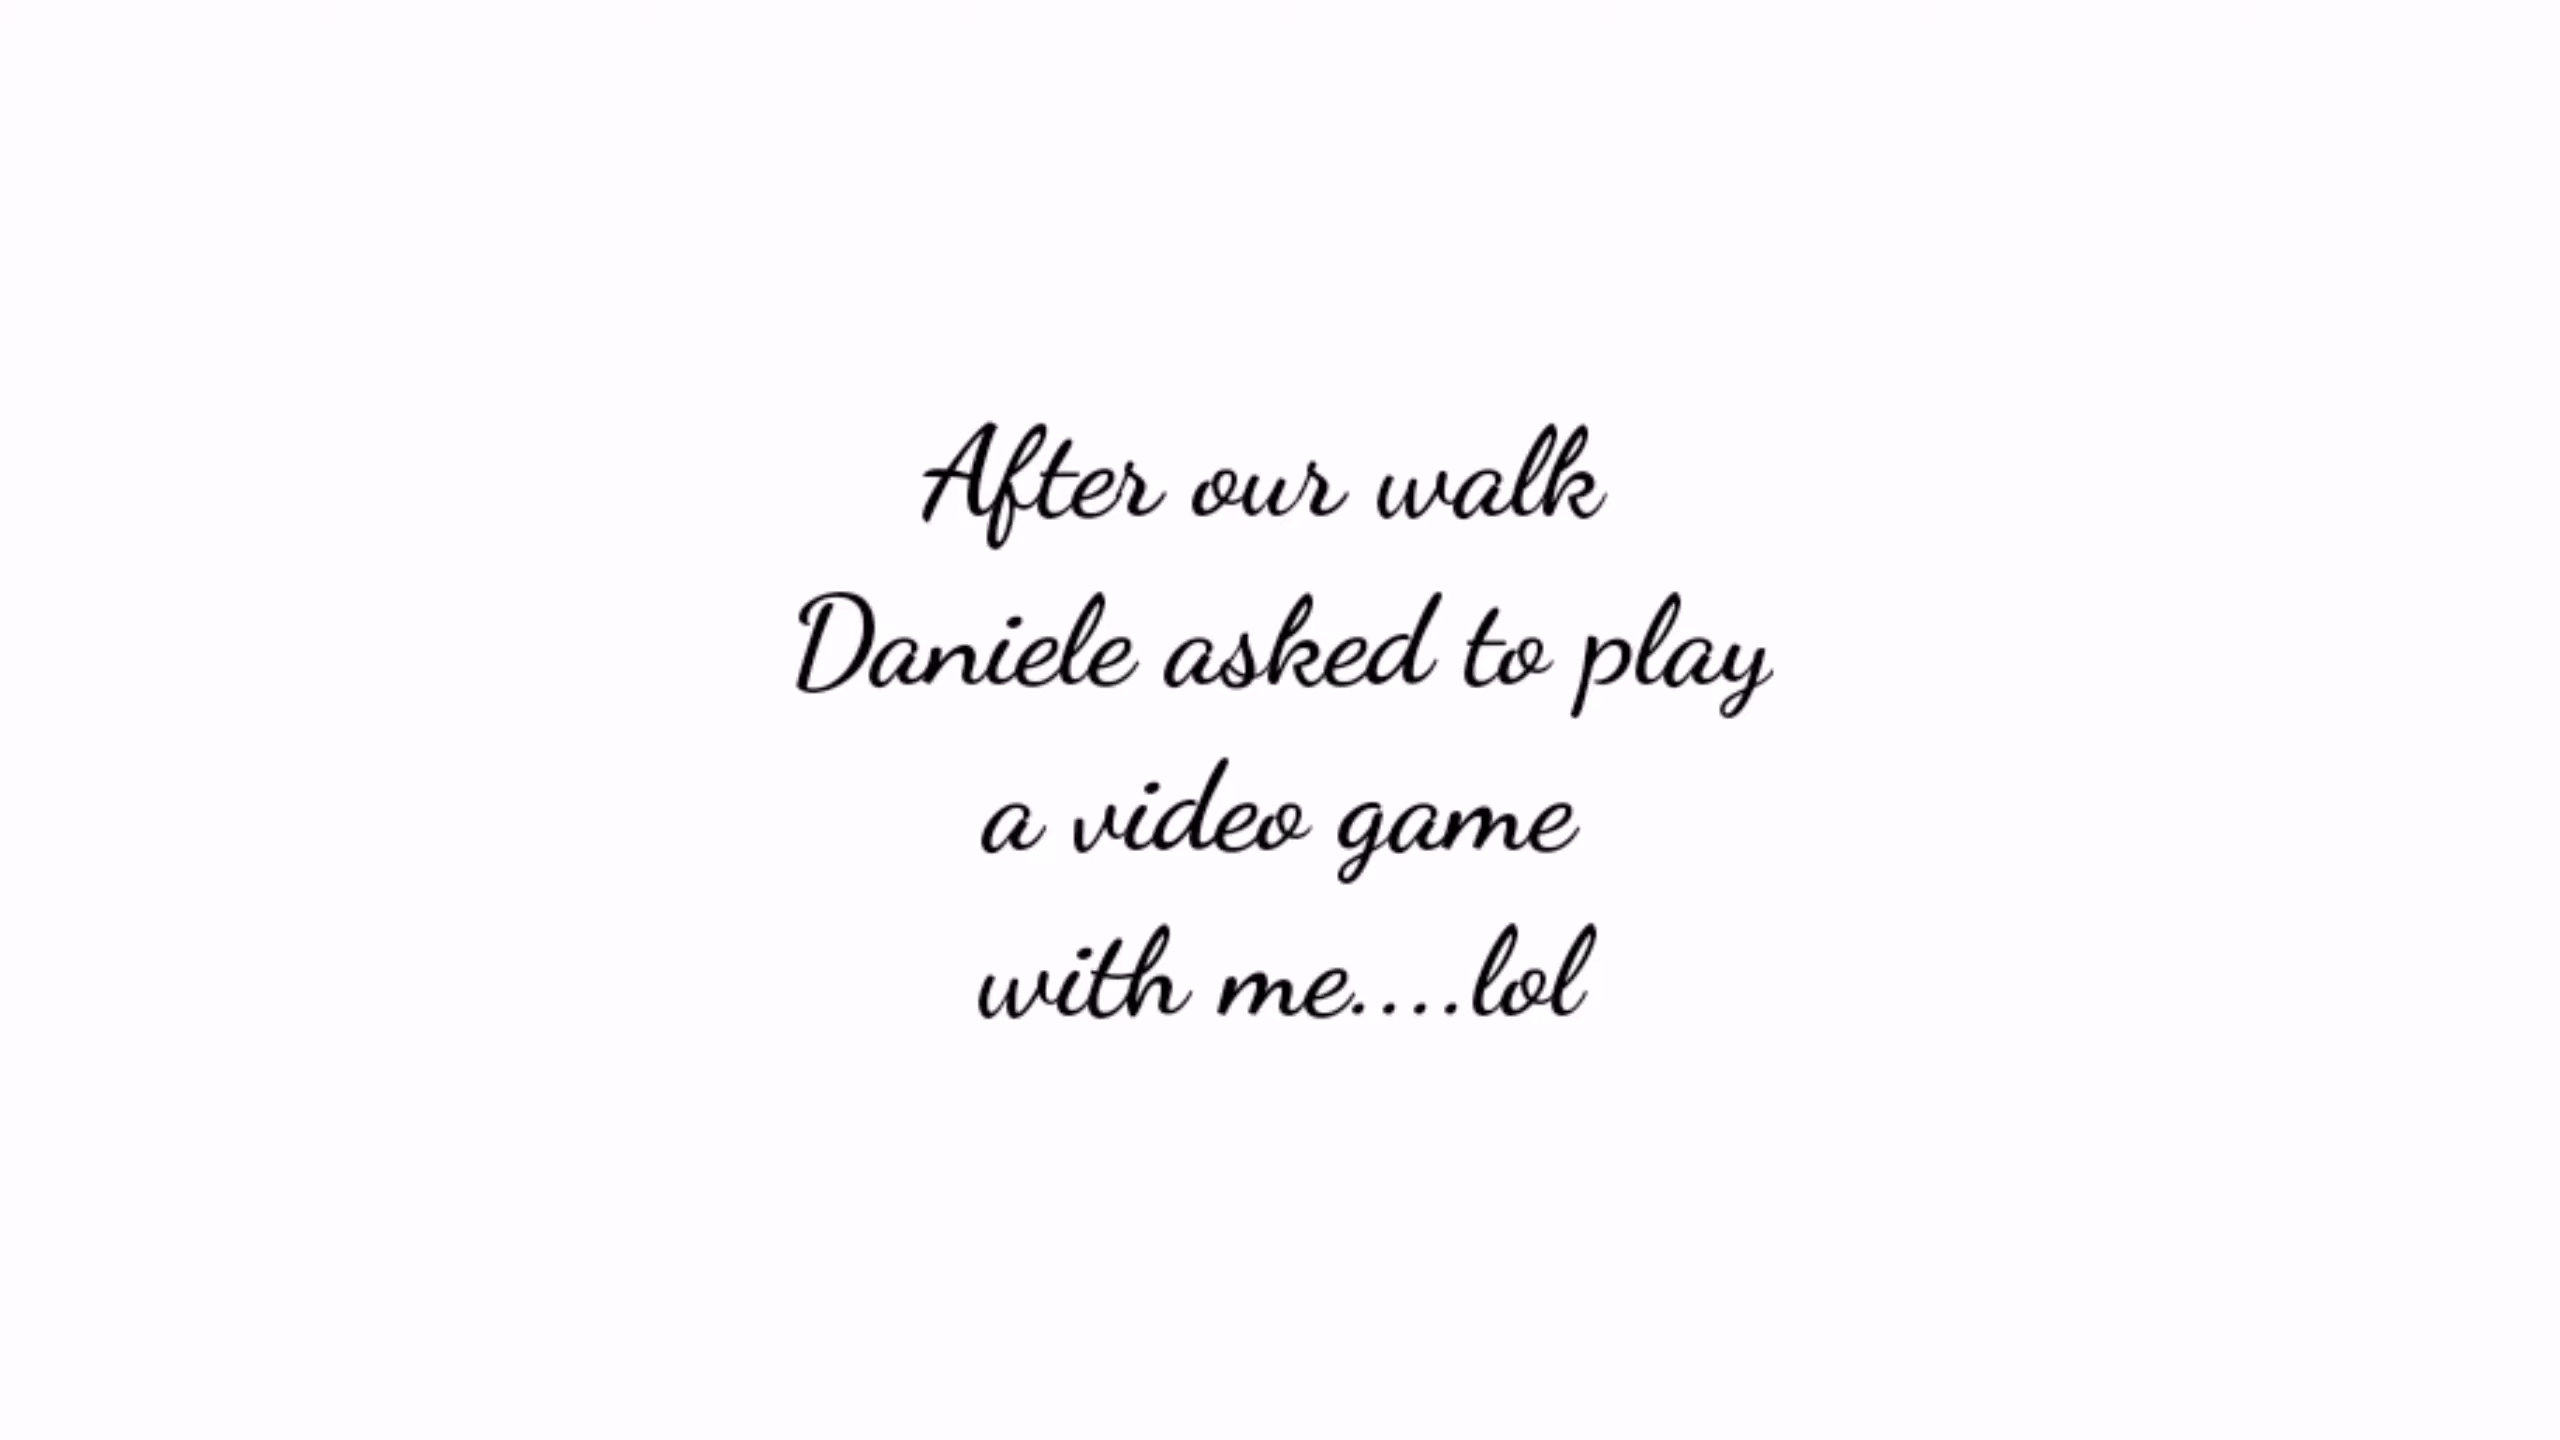 After our walk
Daniele asked to play
a video game
with me....lol